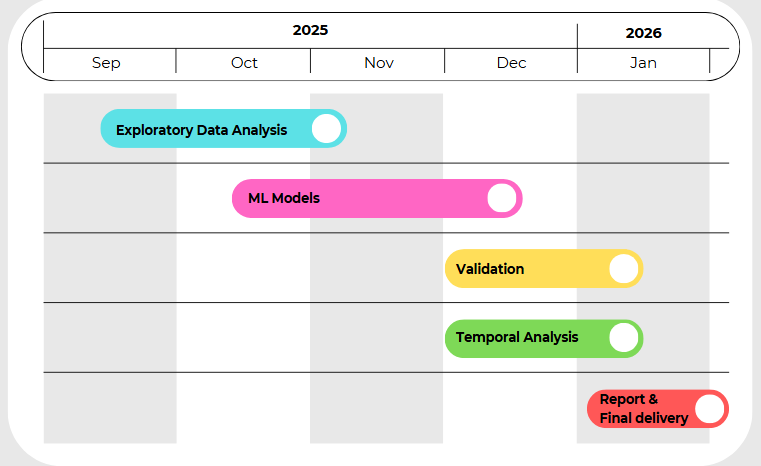 2025 2026
Sep Oct Nov Dec Jan
Exploratory Data Analysis
ML Models
Validation
Temporal Analysis
Report &
Final delivery